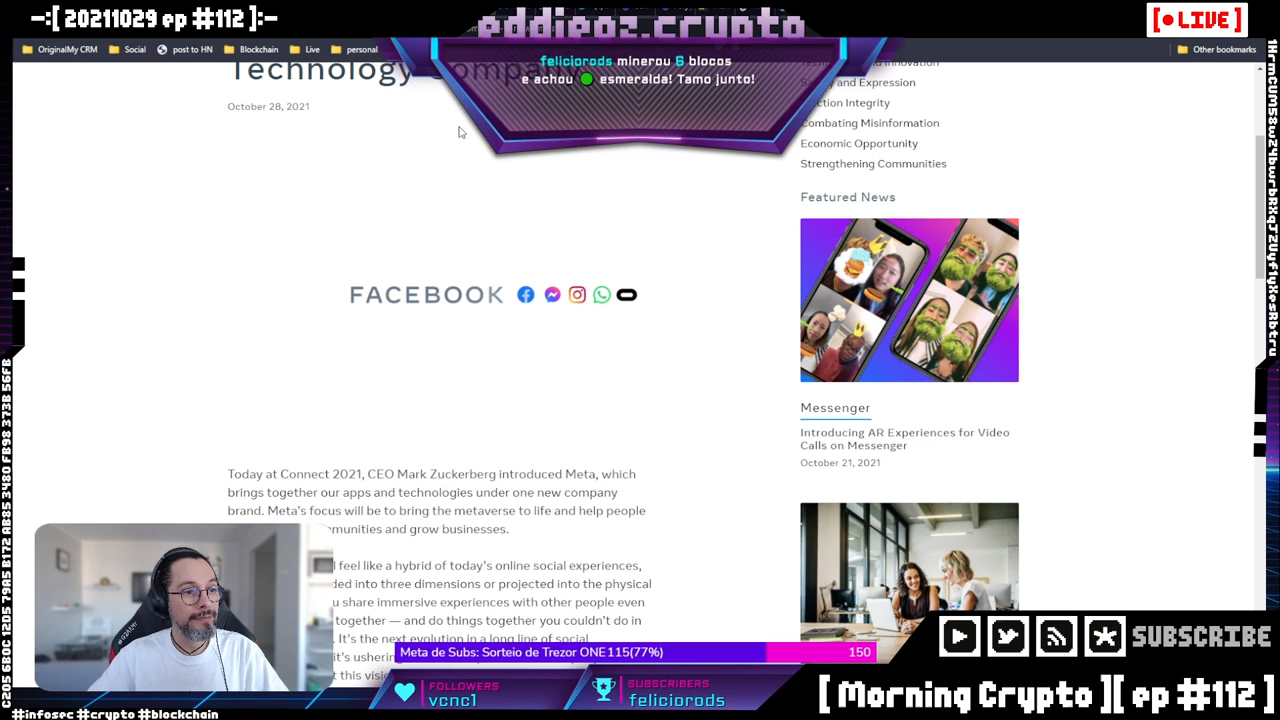 -:[ 20211029 ep #112 ]:-
eddieoz.crypto
[• LIVE]
OriginalMy CRM
Social
post to HN
Blockchain
Live
personal
Other bookmarks
feliciorods minerou 6 blocos
e achou esmeralda! Tamo junto!
Technology
October 28, 2021
and Expression
Election Integrity
Combating Misinformation
Economic Opportunity
Strengthening Communities
Featured News
FACEBOOK
Messenger
Introducing AR Experiences for Video
Calls on Messenger
October 21, 2021
Today at Connect 2021, CEO Mark Zuckerberg introduced Meta, which
brings together our apps and technologies under one new company
brand. Meta's focus will be to bring the metaverse to life and help people
and grow businesses.
feel like a hybrid of today's online social experiences,
into three dimensions or projected into the physical
share immersive experiences with other people even
together — and do things together you couldn't do in
It's the next evolution in a long line of social
Meta de Subs: Sorteio de Trezor ONE 115 (77%)
150
FOLLOWERS
vcnc1
SUBSCRIBERS
feliciorods
SUBSCRIBE
[ Morning Crypto ][ ep #112 ]
#infosec #crypto #blockchain